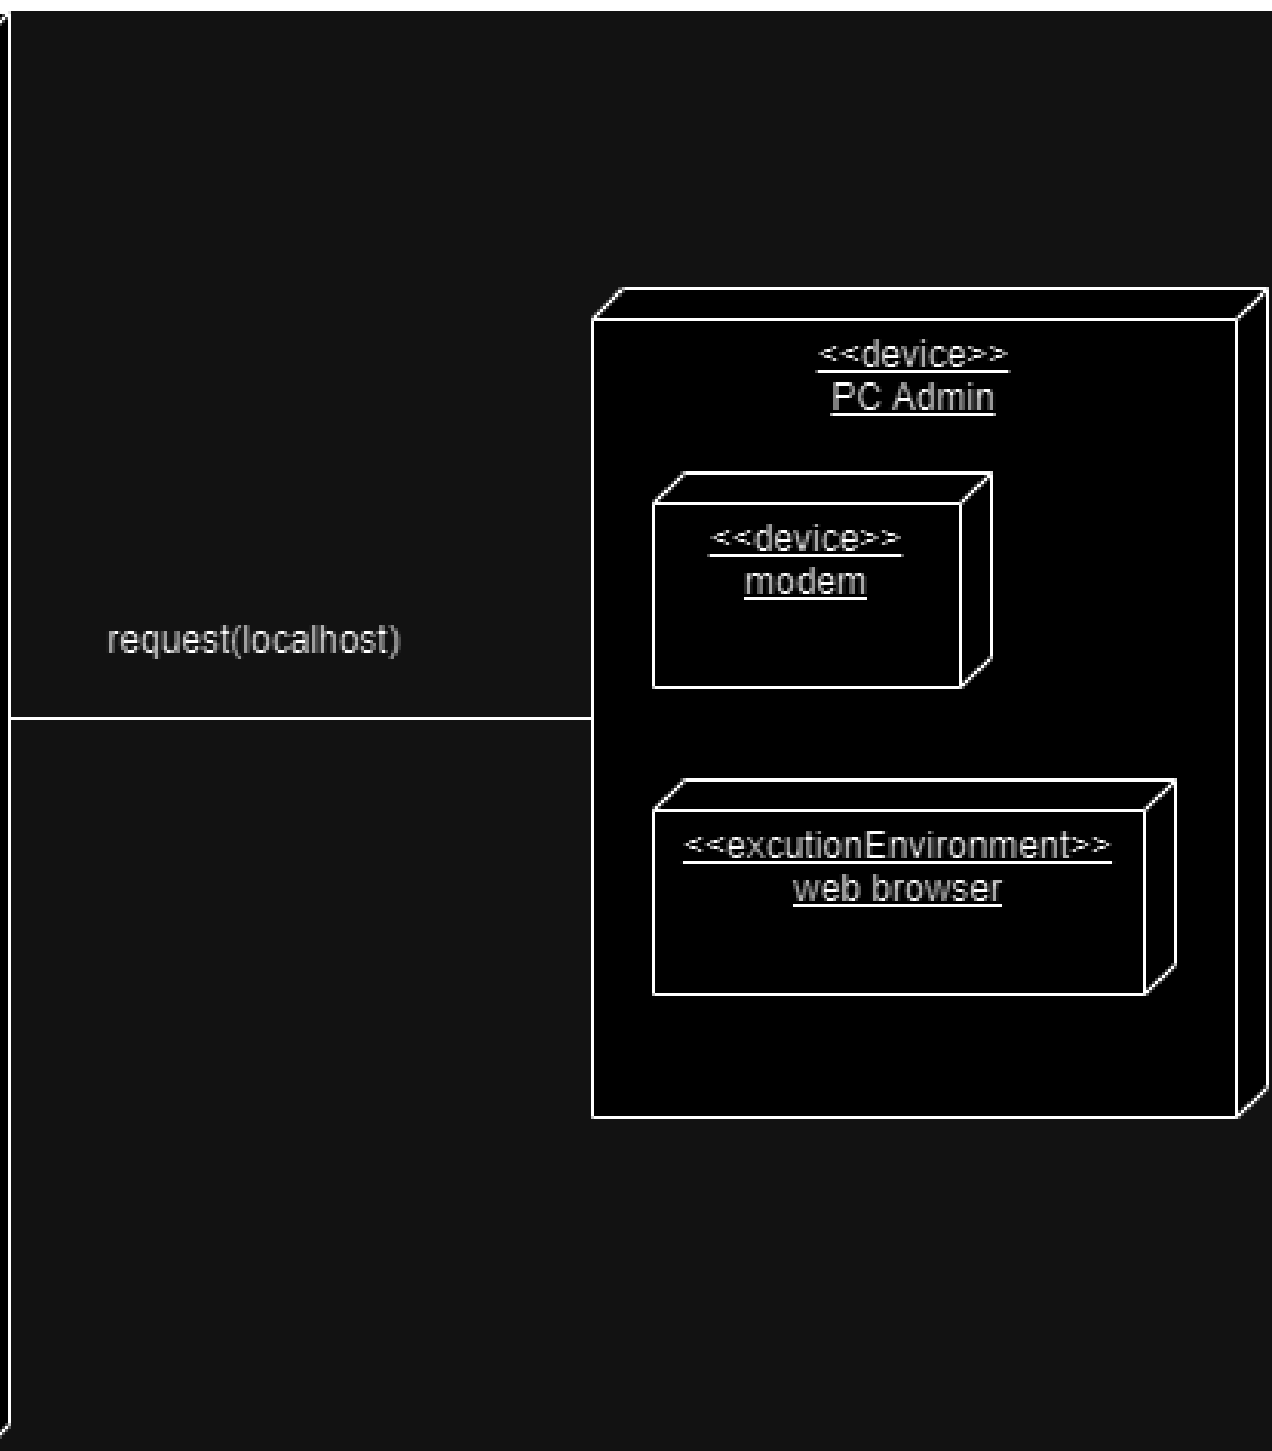 <<device>>
PC Admin
<<device>>
modem
request(localhost)
<<excutionEnvironment>>
web browser